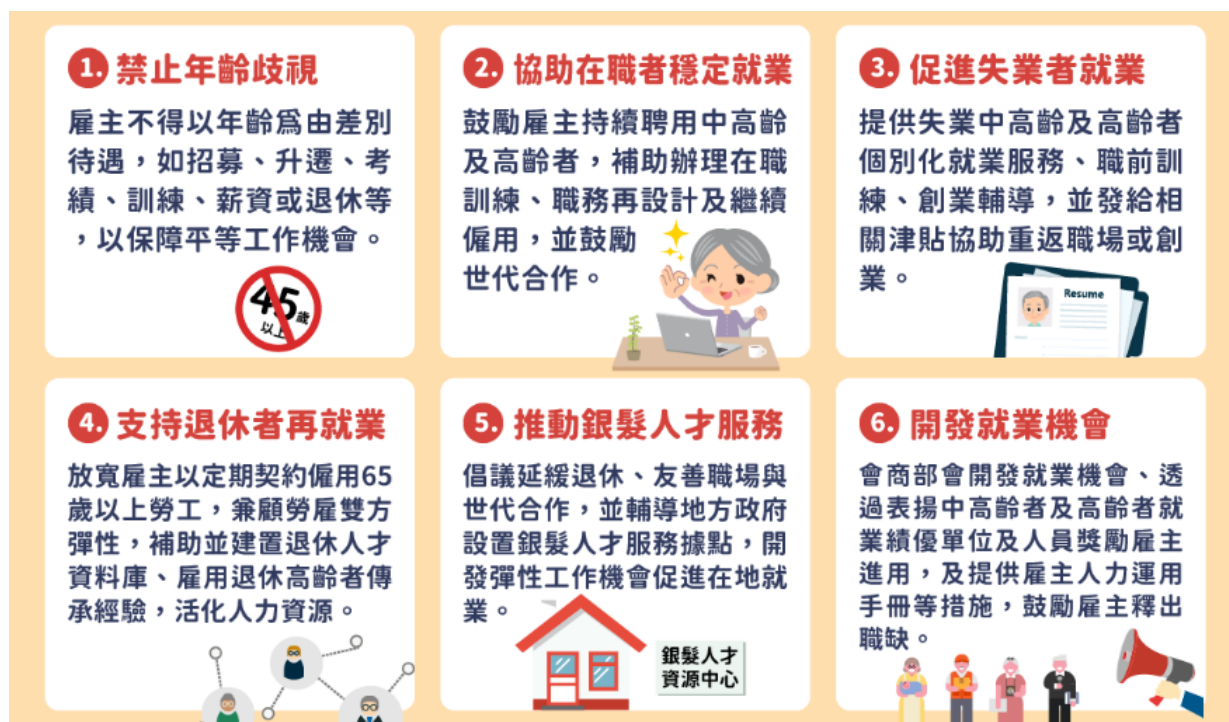 1. 禁止年齡歧視
雇主不得以年齡為由差別
待遇，如招募、升遷、考
績、訓練、薪資或退休等
，以保障平等工作機會。
45歲
以上
2. 協助在職者穩定就業
鼓勵雇主持續聘用中高齡
及高齡者，補助辦理在職
訓練、職務再設計及繼續
僱用，並鼓勵
世代合作。
3. 促進失業者就業
提供失業中高齡及高齡者
個別化就業服務、職前訓
練、創業輔導，並發給相
關津貼協助重返職場或創
業。
Resume
4. 支持退休者再就業
放寬雇主以定期契約僱用65
歲以上勞工，兼顧勞雇雙方
彈性，補助並建置退休人才
資料庫、雇用退休高齡者傳
承經驗，活化人力資源。
5. 推動銀髮人才服務
倡議延緩退休、友善職場與
世代合作，並輔導地方政府
設置銀髮人才服務據點，開
發彈性工作機會促進在地就
業。
銀髮人才
資源中心
6. 開發就業機會
會商部會開發就業機會、透
過表揚中高齡者及高齡者就
業績優單位及人員獎勵雇主
進用，及提供雇主人力運用
手冊等措施，鼓勵雇主釋出
職缺。